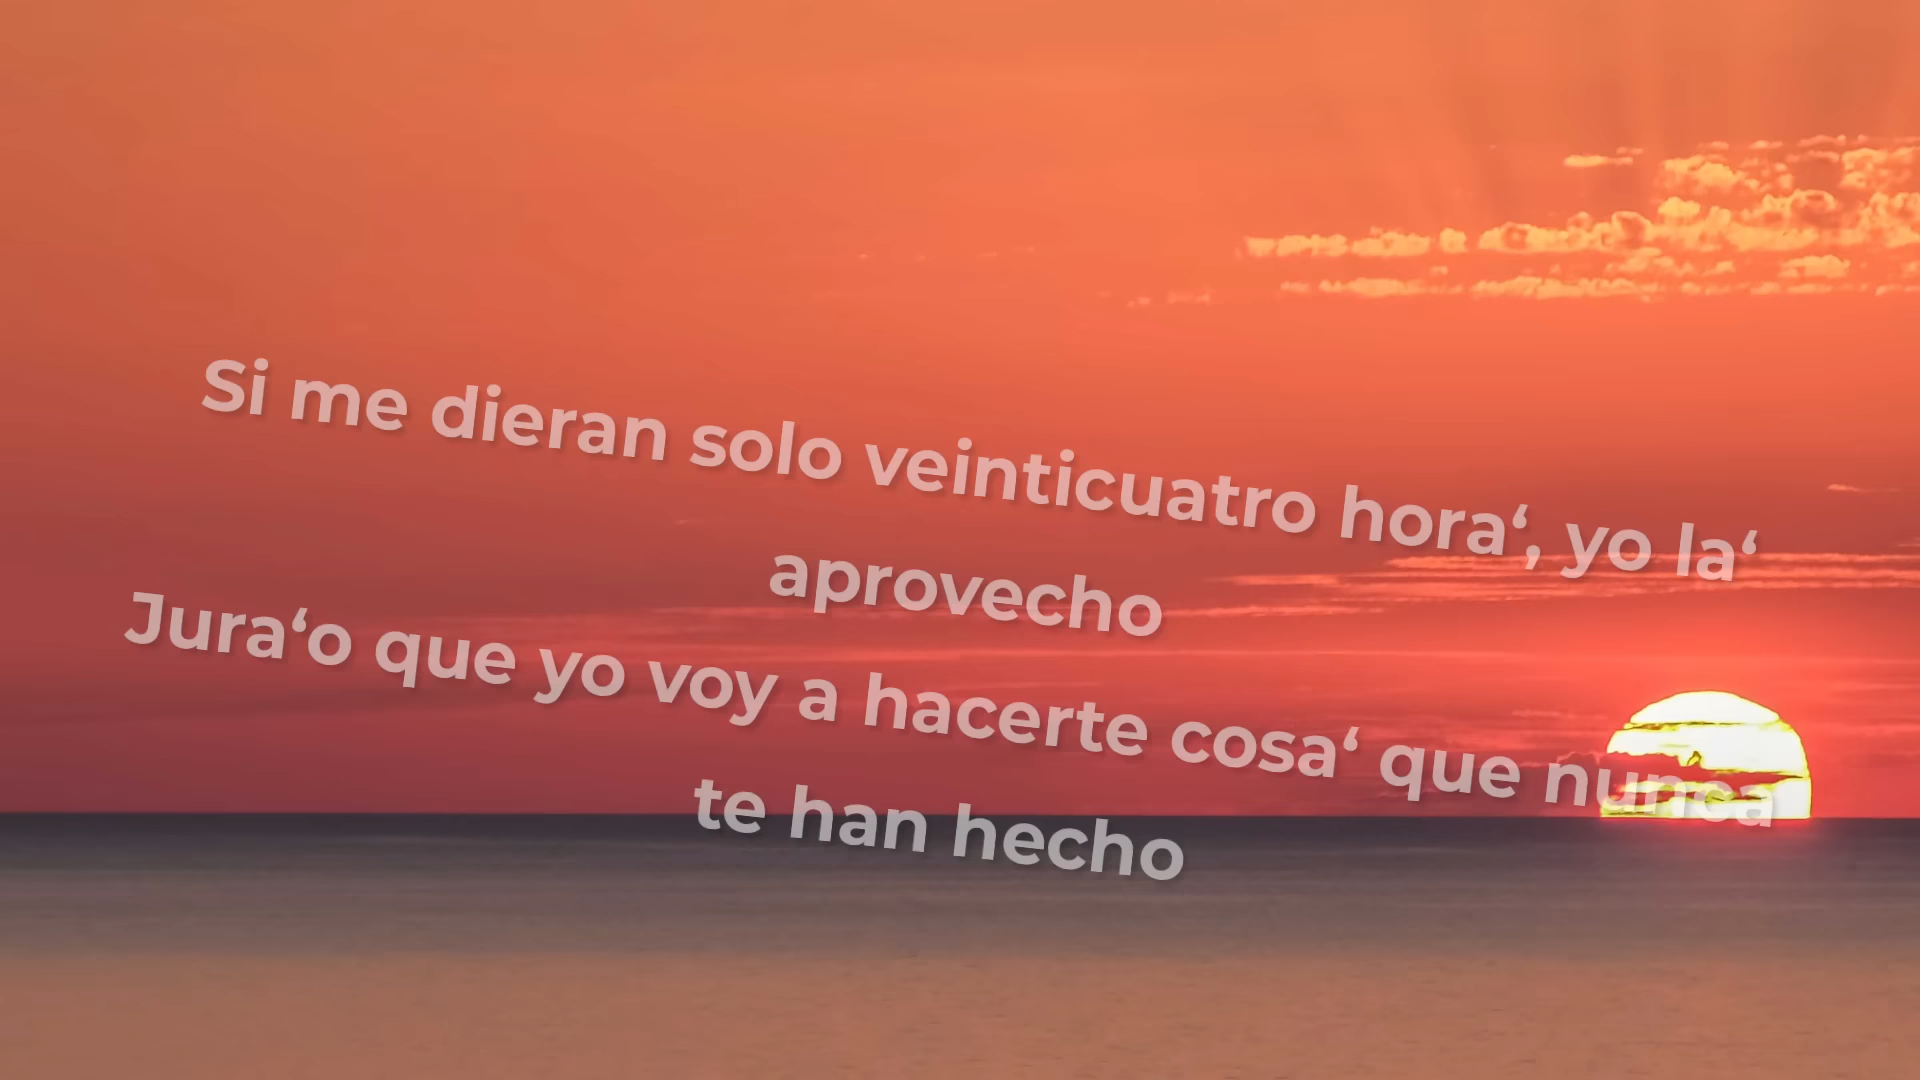 Si me dieran solo veinticuatro hora‘, yo la‘
aprovecho
Jura‘o que yo voy a hacerte cosa‘ que nunca
te han hecho